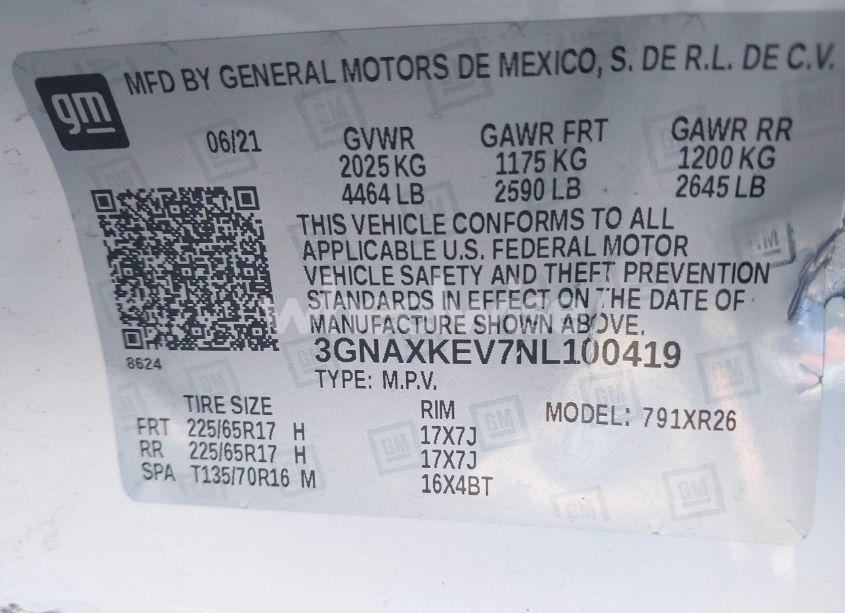 gm
MFD BY GENERAL MOTORS DE MEXICO, S. DE R.L. DE C.V.
06/21 GVWR GAWR FRT GAWR RR
2025 KG 1175 KG 1200 KG
4464 LB 2590 LB 2645 LB
THIS VEHICLE CONFORMS TO ALL
APPLICABLE U.S. FEDERAL MOTOR
VEHICLE SAFETY AND THEFT PREVENTION
STANDARDS IN EFFECT ON THE DATE OF
MANUFACTURE SHOWN ABOVE.
8624
3GNAXKEV7NL100419
TYPE: M.P.V.
TIRE SIZE RIM MODEL: 791XR26
FRT 225/65R17 H 17X7J
RR 225/65R17 H 17X7J
SPA T135/70R16 M 16X4BT